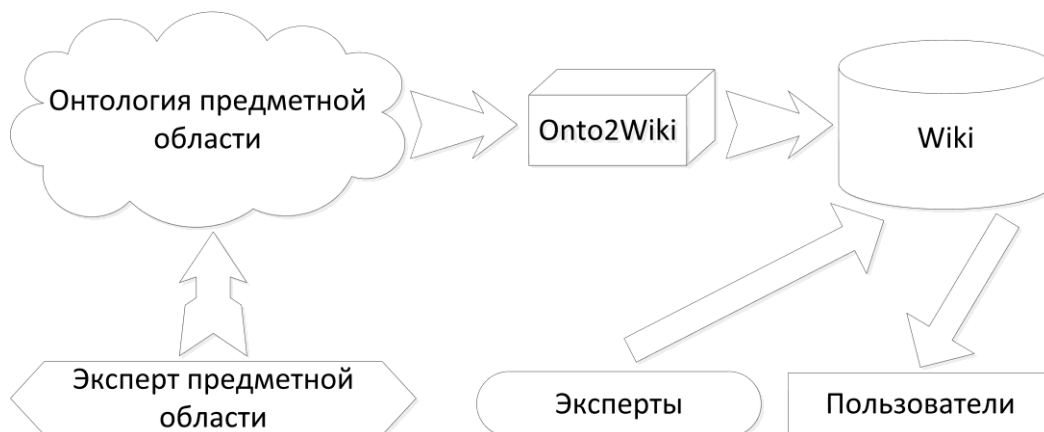 Онтология предметной
области
Onto2Wiki
Wiki
Эксперт предметной
области
Эксперты
Пользователи